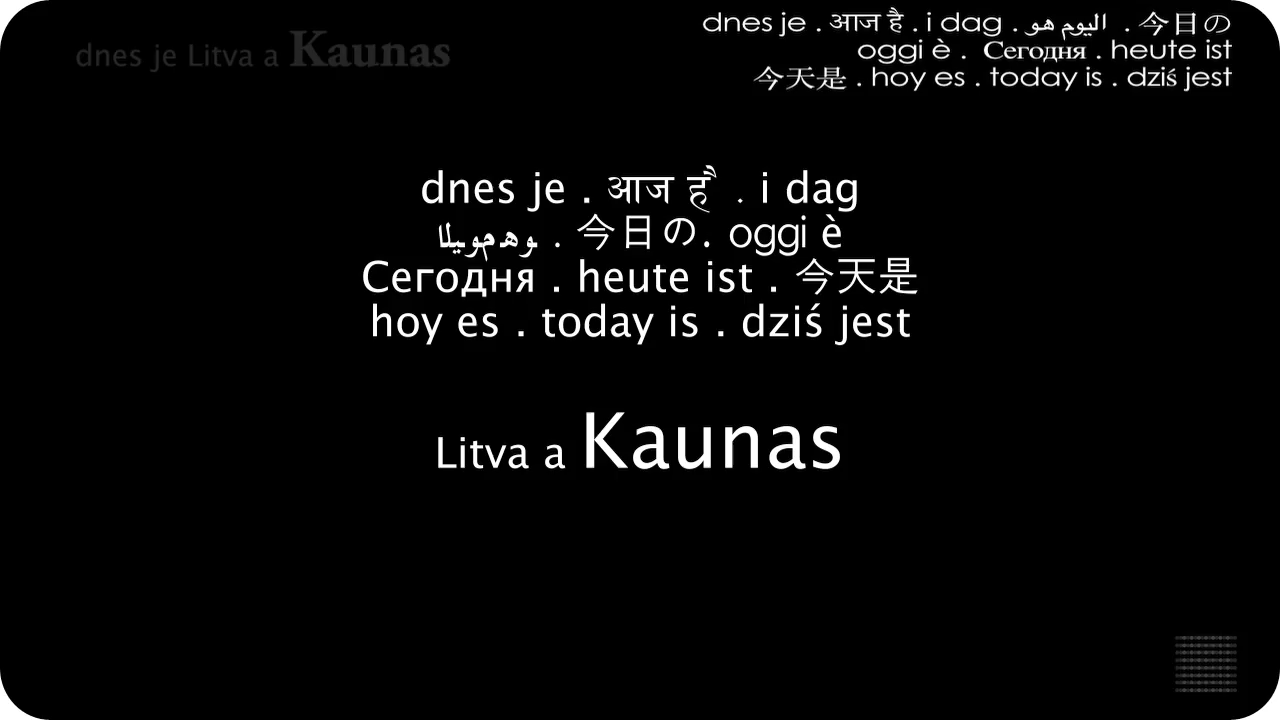 dnes je Litva a Kaunas
dnes je . आज है . i dag . اليوم هو . 今日の
oggi è . Сегодня . heute ist
今天是 . hoy es . today is . dziś jest
dnes je . आज है . i dag
وه مويلا . 今日の. oggi è
Сегодня . heute ist . 今天是
hoy es . today is . dziś jest
Litva a Kaunas